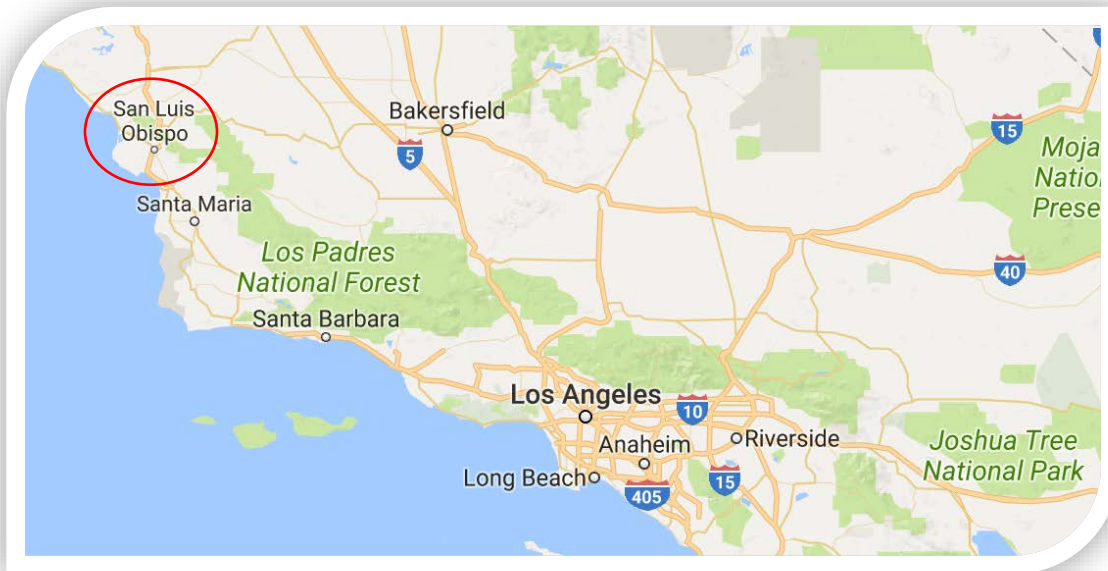 San Luis
Obispo
Bakersfield
5
15
Moja
Natio
Prese
Santa Maria
Los Padres
National Forest
40
Santa Barbara
Los Angeles
10
Anaheim
Riverside
Joshua Tree
National Park
Long Beach
405
15